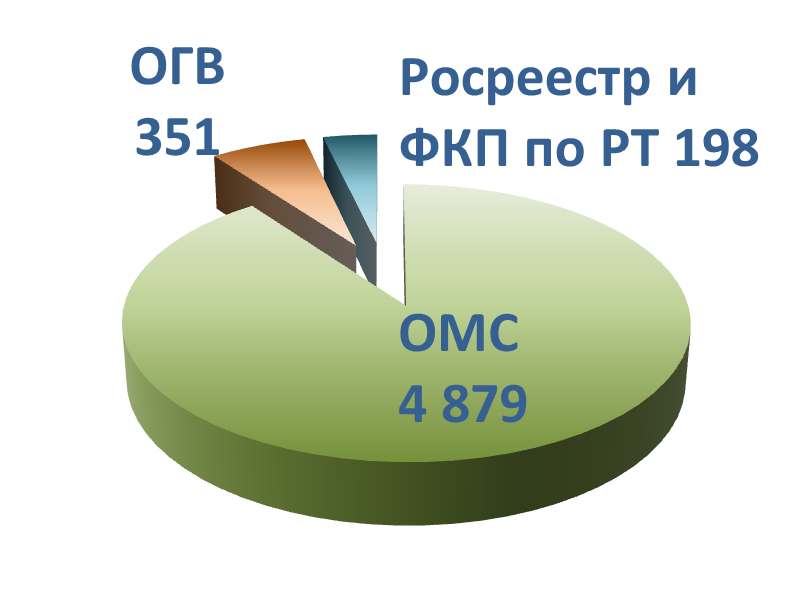 ОГВ
351
Росреестр и
ФКП по РТ 198
ОМС
4 879